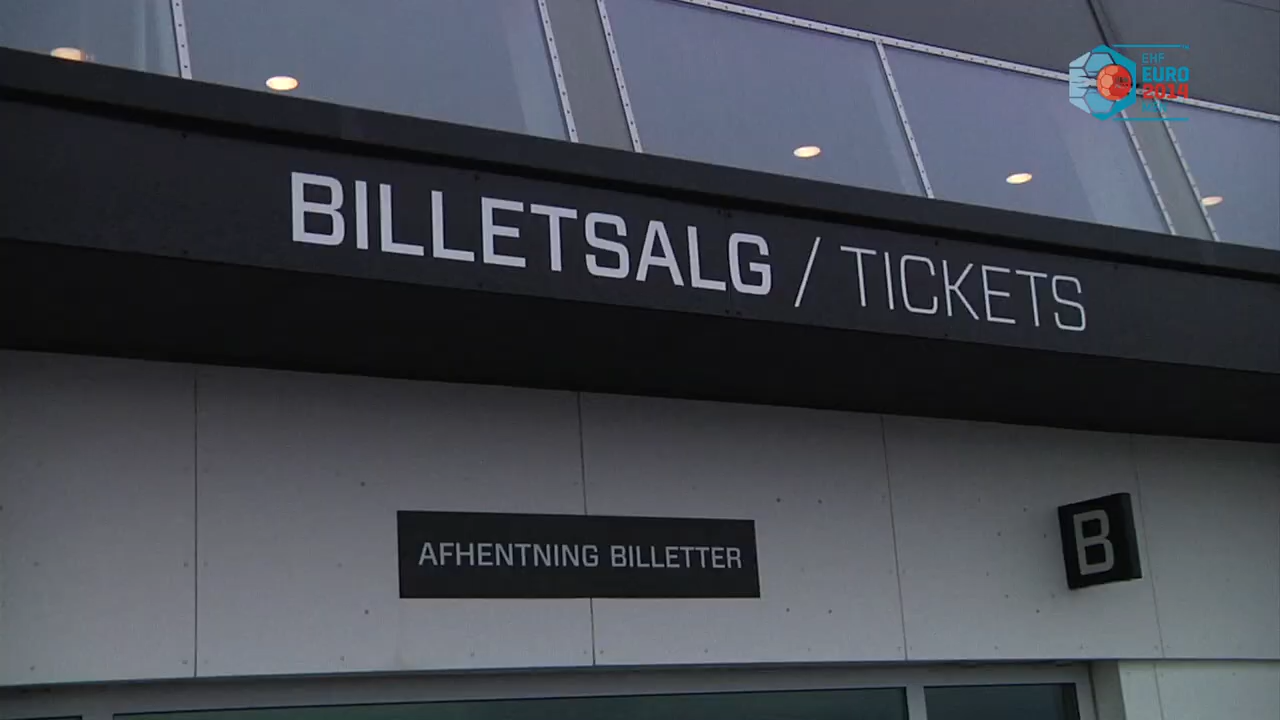 EHF
EURO
2014
BILLETSALG / TICKETS
AFHENTNING BILLETTER
B